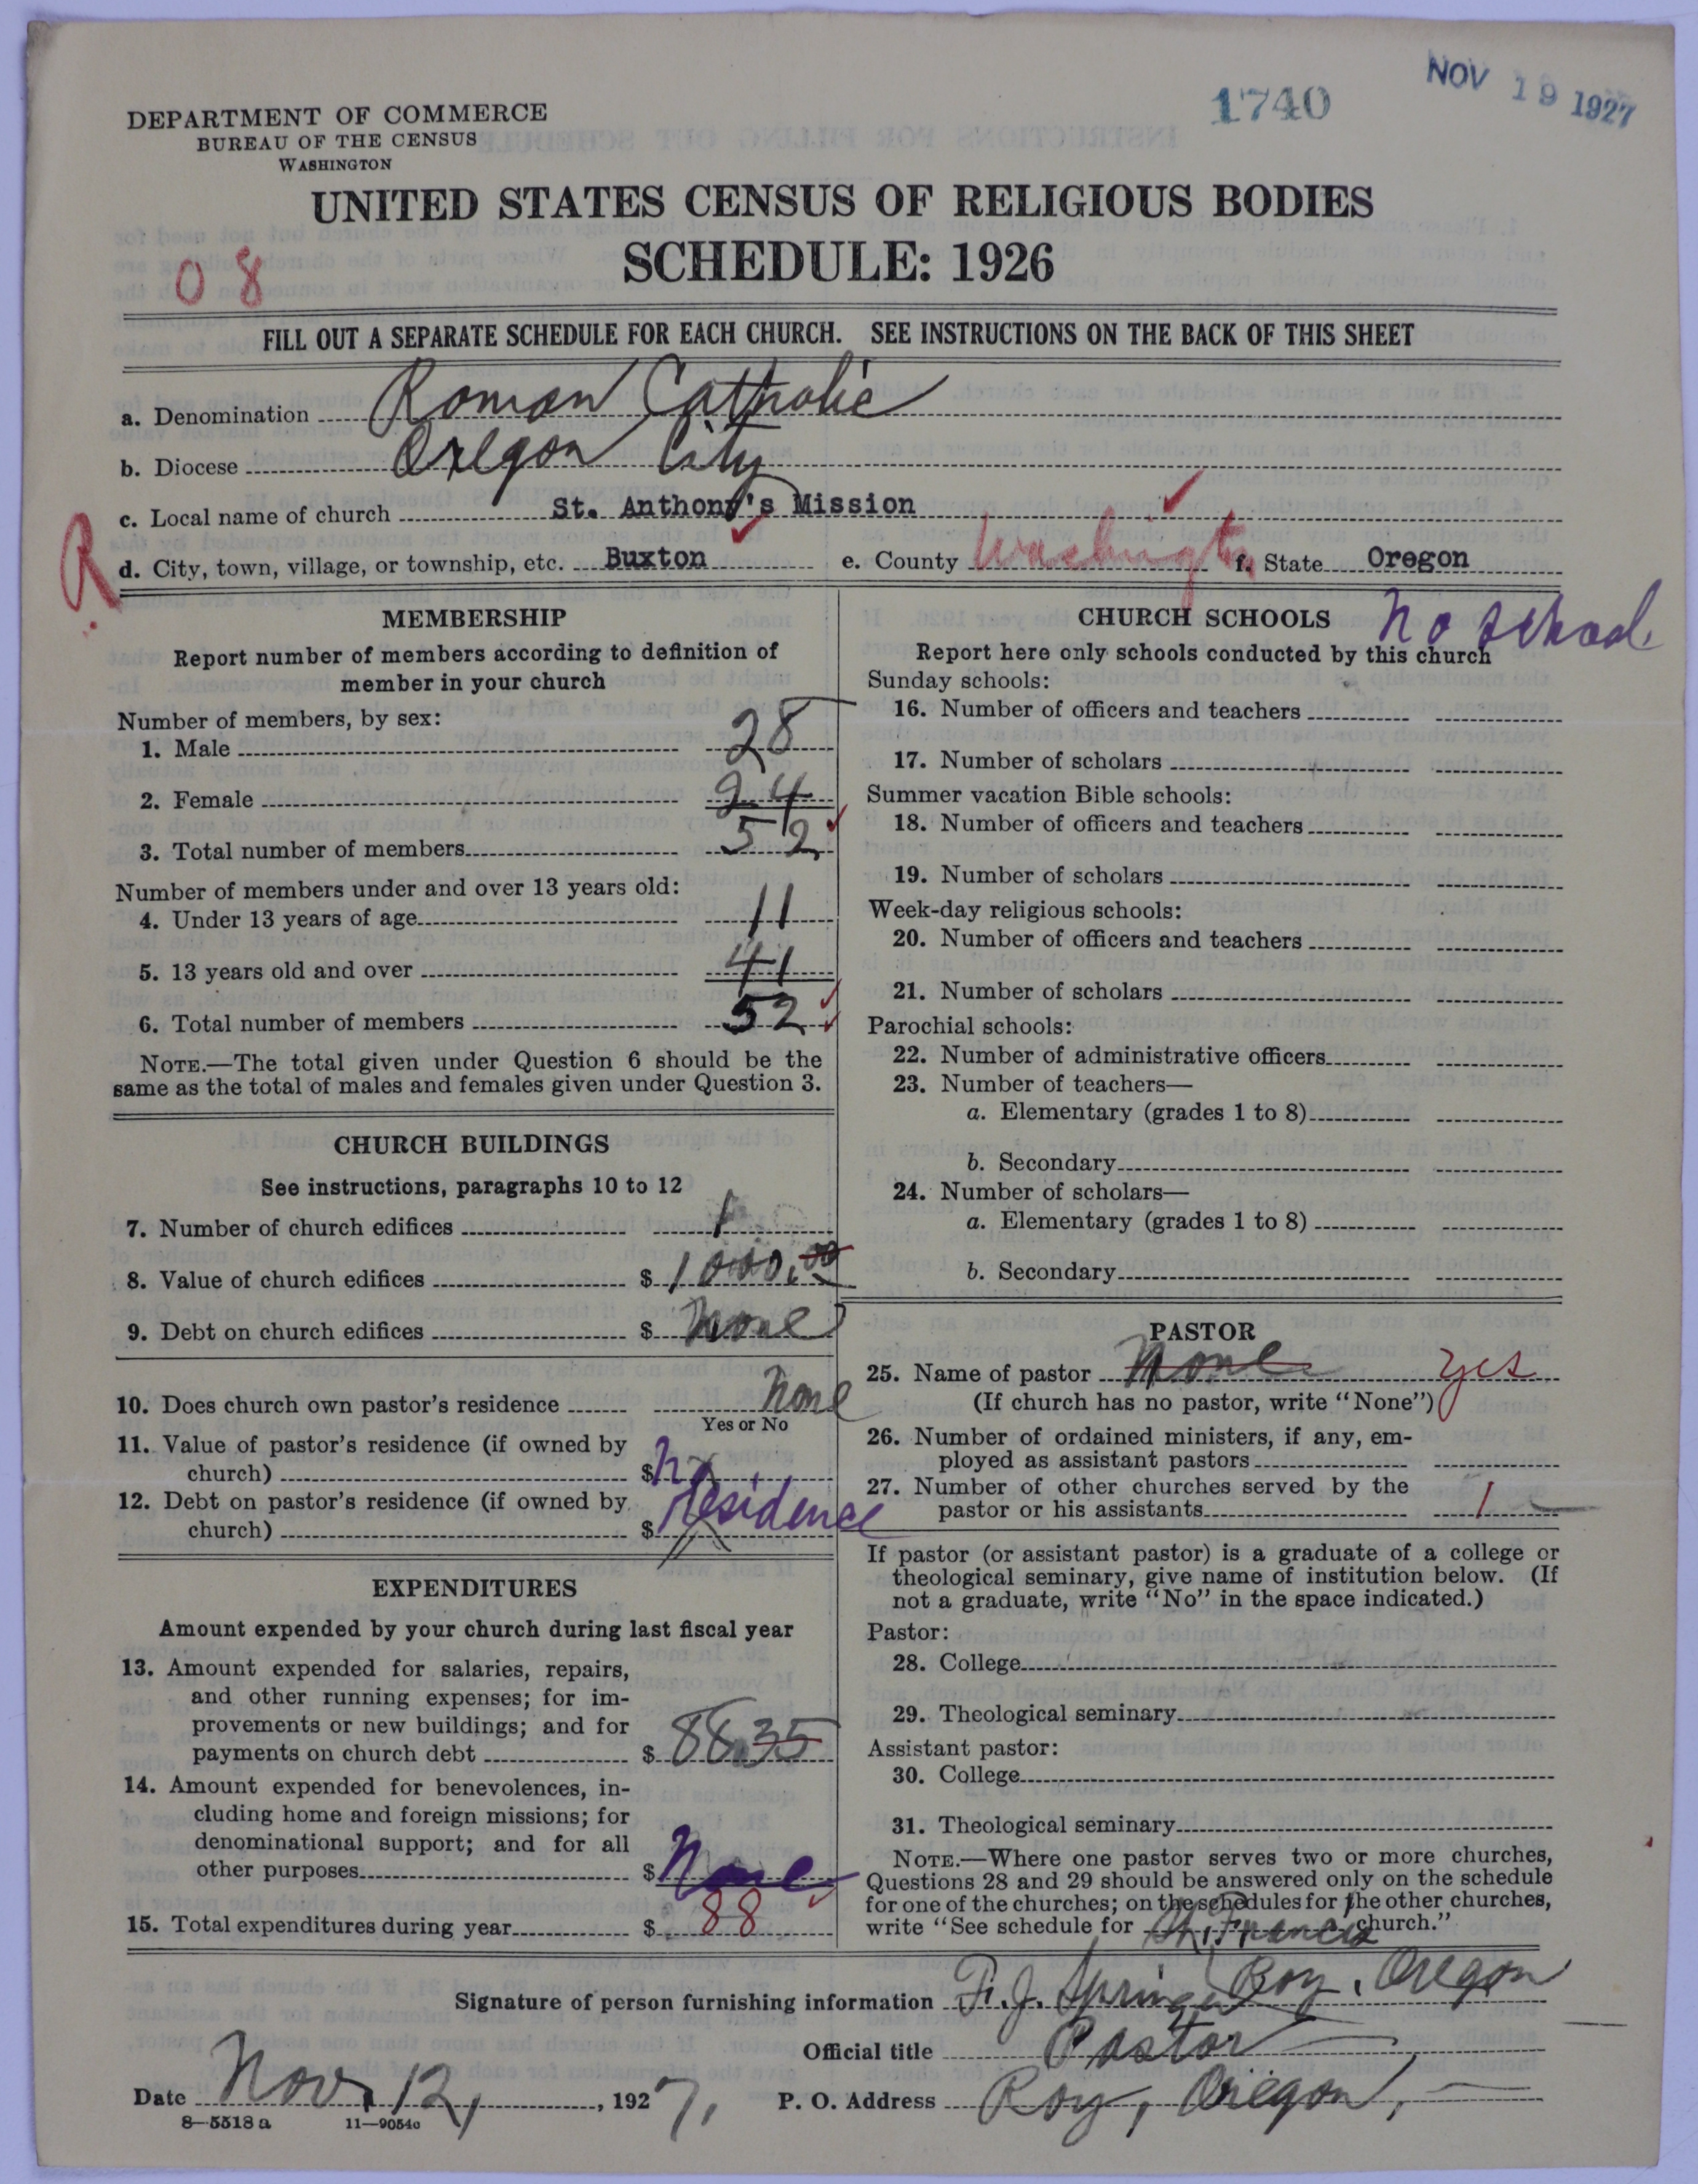 NOV 19 1927
1740
DEPARTMENT OF COMMERCE
BUREAU OF THE CENSUS
WASHINGTON
UNITED STATES CENSUS OF RELIGIOUS BODIES
SCHEDULE: 1926
08
FILL OUT A SEPARATE SCHEDULE FOR EACH CHURCH. SEE INSTRUCTIONS ON THE BACK OF THIS SHEET
a. Denomination Roman Catholic
b. Diocese Oregon City
c. Local name of church St. Anthony's Mission
R
d. City, town, village, or township, etc. Buxton e. County Washington f. State Oregon
MEMBERSHIP
Report number of members according to definition of
member in your church
Number of members, by sex:
1. Male 28
2. Female 24
3. Total number of members 52
Number of members under and over 13 years old:
4. Under 13 years of age 11
5. 13 years old and over 41
6. Total number of members 52
NOTE.—The total given under Question 6 should be the
same as the total of males and females given under Question 3.
CHURCH BUILDINGS
See instructions, paragraphs 10 to 12
7. Number of church edifices 1
8. Value of church edifices $ 1000,00
9. Debt on church edifices $ None
10. Does church own pastor's residence None
Yes or No
11. Value of pastor's residence (if owned by
church) $ no
12. Debt on pastor's residence (if owned by
church) $ residence
EXPENDITURES
Amount expended by your church during last fiscal year
13. Amount expended for salaries, repairs,
and other running expenses; for im-
provements or new buildings; and for
payments on church debt $ 88.35
14. Amount expended for benevolences, in-
cluding home and foreign missions; for
denominational support; and for all
other purposes $ None
15. Total expenditures during year $ 88
CHURCH SCHOOLS no school
Report here only schools conducted by this church
Sunday schools:
16. Number of officers and teachers
17. Number of scholars
Summer vacation Bible schools:
18. Number of officers and teachers
19. Number of scholars
Week-day religious schools:
20. Number of officers and teachers
21. Number of scholars
Parochial schools:
22. Number of administrative officers
23. Number of teachers—
a. Elementary (grades 1 to 8)
b. Secondary
24. Number of scholars—
a. Elementary (grades 1 to 8)
b. Secondary
PASTOR
25. Name of pastor None yes
(If church has no pastor, write "None")
26. Number of ordained ministers, if any, em-
ployed as assistant pastors
27. Number of other churches served by the
pastor or his assistants 1
If pastor (or assistant pastor) is a graduate of a college or
theological seminary, give name of institution below. (If
not a graduate, write "No" in the space indicated.)
Pastor:
28. College
29. Theological seminary
Assistant pastor:
30. College
31. Theological seminary
NOTE.—Where one pastor serves two or more churches,
Questions 28 and 29 should be answered only on the schedule
for one of the churches; on the schedules for the other churches,
write "See schedule for St. Francis church."
Signature of person furnishing information F. J. Springer Roy, Oregon
Official title Pastor
Date Nov. 12, 1927, P. O. Address Roy, Oregon,
8—5518 a 11—9054c